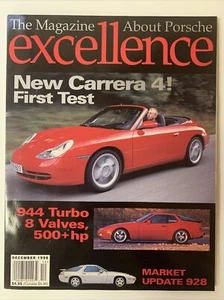 The Magazine About Porsche
excellence
New Carrera 4!
First Test
944 Turbo
8 Valves,
500+hp
DECEMBER 1998
MARKET
UPDATE 928